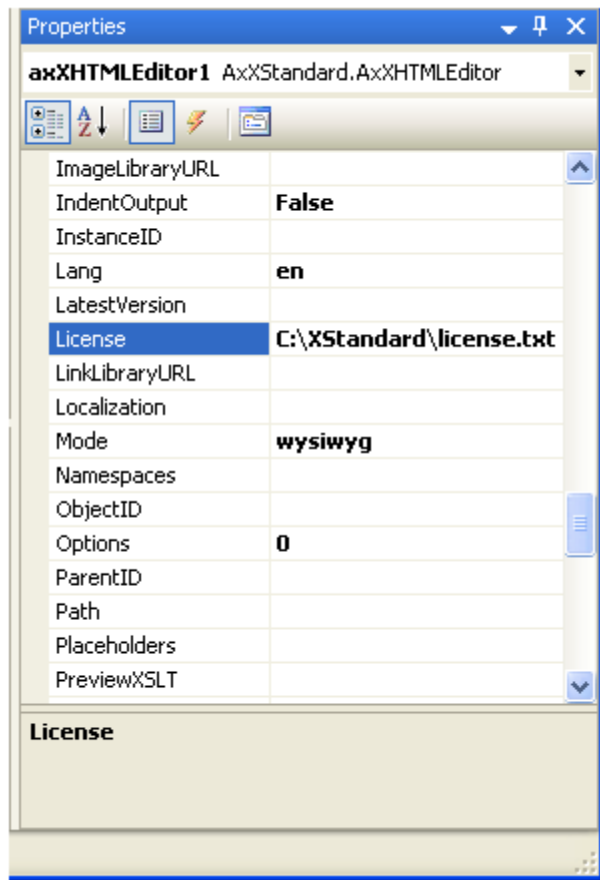 Properties
axXHTMLEditor1 AxXStandard.AxXHTMLEditor
A
Z
ImageLibraryURL
IndentOutput False
InstanceID
Lang en
LatestVersion
License C:\XStandard\license.txt
LinkLibraryURL
Localization
Mode wysiwyg
Namespaces
ObjectID
Options 0
ParentID
Path
Placeholders
PreviewXSLT
License